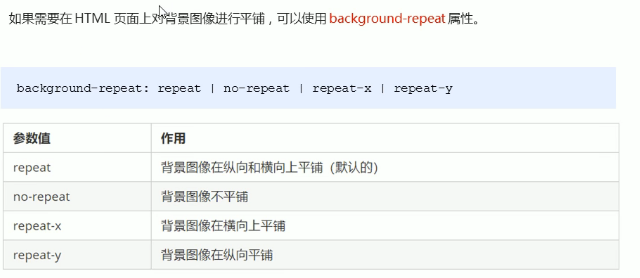 如果需要在 HTML 页面上对背景图像进行平铺，可以使用 background-repeat 属性。
background-repeat: repeat | no-repeat | repeat-x | repeat-y
参数值 作用
repeat 背景图像在纵向和横向上平铺（默认的）
no-repeat 背景图像不平铺
repeat-x 背景图像在横向上平铺
repeat-y 背景图像在纵向平铺